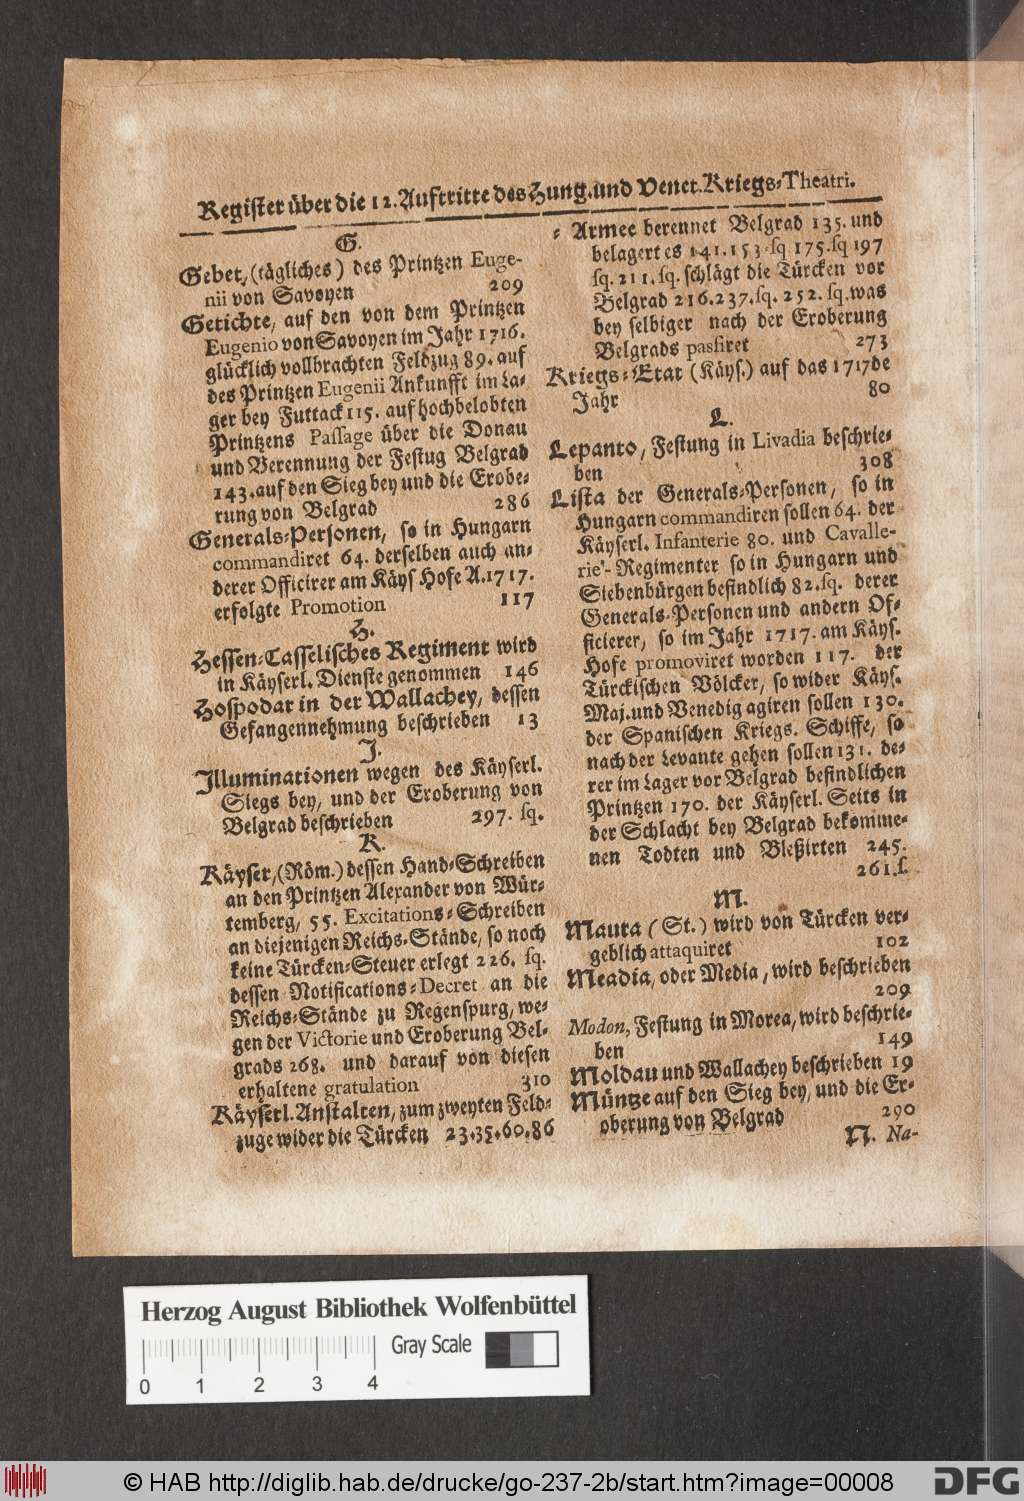 Register über die 12. Auftritte des Hung. und Venet. Kriegs-Theatri.
G.
Gebet, (tägliches) des Printzen Euge-
nii von Savoyen 209
Getichte, auf den von dem Printzen
Eugenio von Savoyen im Jahr 1716.
glücklich vollbrachten Feldzug 89. auf
des Printzen Eugenii Ankunfft im La-
ger bey Futtack 115. auf hochbelobten
Printzens Passage über die Donau
und Berennung der Festug Belgrad
143. auf den Sieg bey und die Erobe-
rung von Belgrad 286
Generals-Personen, so in Hungarn
commandiret 64. derselben auch an-
derer Officirer am Käys Hofe A. 1717.
erfolgte Promotion 117
H.
Hessen-Casselisches Regiment wird
in Käyserl. Dienste genommen 146
Hospodar in der Wallachey, dessen
Gefangennehmung beschrieben 13
J.
Illuminationen wegen des Käyserl.
Siegs bey, und der Eroberung von
Belgrad beschrieben 297. sq.
K.
Käyser, (Röm.) dessen Hand-Schreiben
an den Printzen Alexander von Wür-
temberg, 55. Excitations-Schreiben
an diejenigen Reichs-Stände, so noch
keine Türcken-Steuer erlegt 226. sq.
dessen Notifications-Decret an die
Reichs-Stände zu Regenspurg, we-
gen der Victorie und Eroberung Bel-
grads 268. und darauf von diesen
erhaltene gratulation 310
Käyserl. Anstalten, zum zweyten Feld-
zuge wider die Türcken 23.35.60.86
- Armee berennet Belgrad 135. und
belagert es 141. 153. sq 175. sq 197
sq. 211. sq. schlägt die Türcken vor
Belgrad 216. 237. sq. 252. sq. was
bey selbiger nach der Eroberung
Belgrads passiret 273
Kriegs-Etat (Käys.) auf das 1717de
Jahr 80
L.
Lepanto, Festung in Livadia beschrie-
ben 308
Lista der Generals-Personen, so in
Hungarn commandiren sollen 64. der
Käyserl. Infanterie 80. und Cavalle-
rie-Regimenter so in Hungarn und
Siebenbürgen befindlich 82. sq. derer
Generals-Personen und andern Of-
ficierer, so im Jahr 1717. am Käys.
Hofe promoviret worden 117. der
Türckischen Völcker, so wider Käys.
Maj. und Venedig agiren sollen 130.
der Spanischen Kriegs. Schiffe, so
nach der Levante gehen sollen 131. de-
rer im Lager vor Belgrad befindlichen
Printzen 170. der Käyserl. Seits in
der Schlacht bey Belgrad bekomme-
nen Todten und Bleßirten 245.
261. s.
M.
Maura (St.) wird von Türcken ver-
geblich attaquiret 102
Meadia, oder Media, wird beschrieben
209
Modon, Festung in Morea, wird beschrie-
ben 149
Moldau und Wallachey beschrieben 19
Müntze auf den Sieg bey, und die Er-
oberung von Belgrad 290
N. Na-
Herzog August Bibliothek Wolfenbüttel
Gray Scale
0 1 2 3 4
© HAB http://diglib.hab.de/drucke/go-237-2b/start.htm?image=00008
DFG